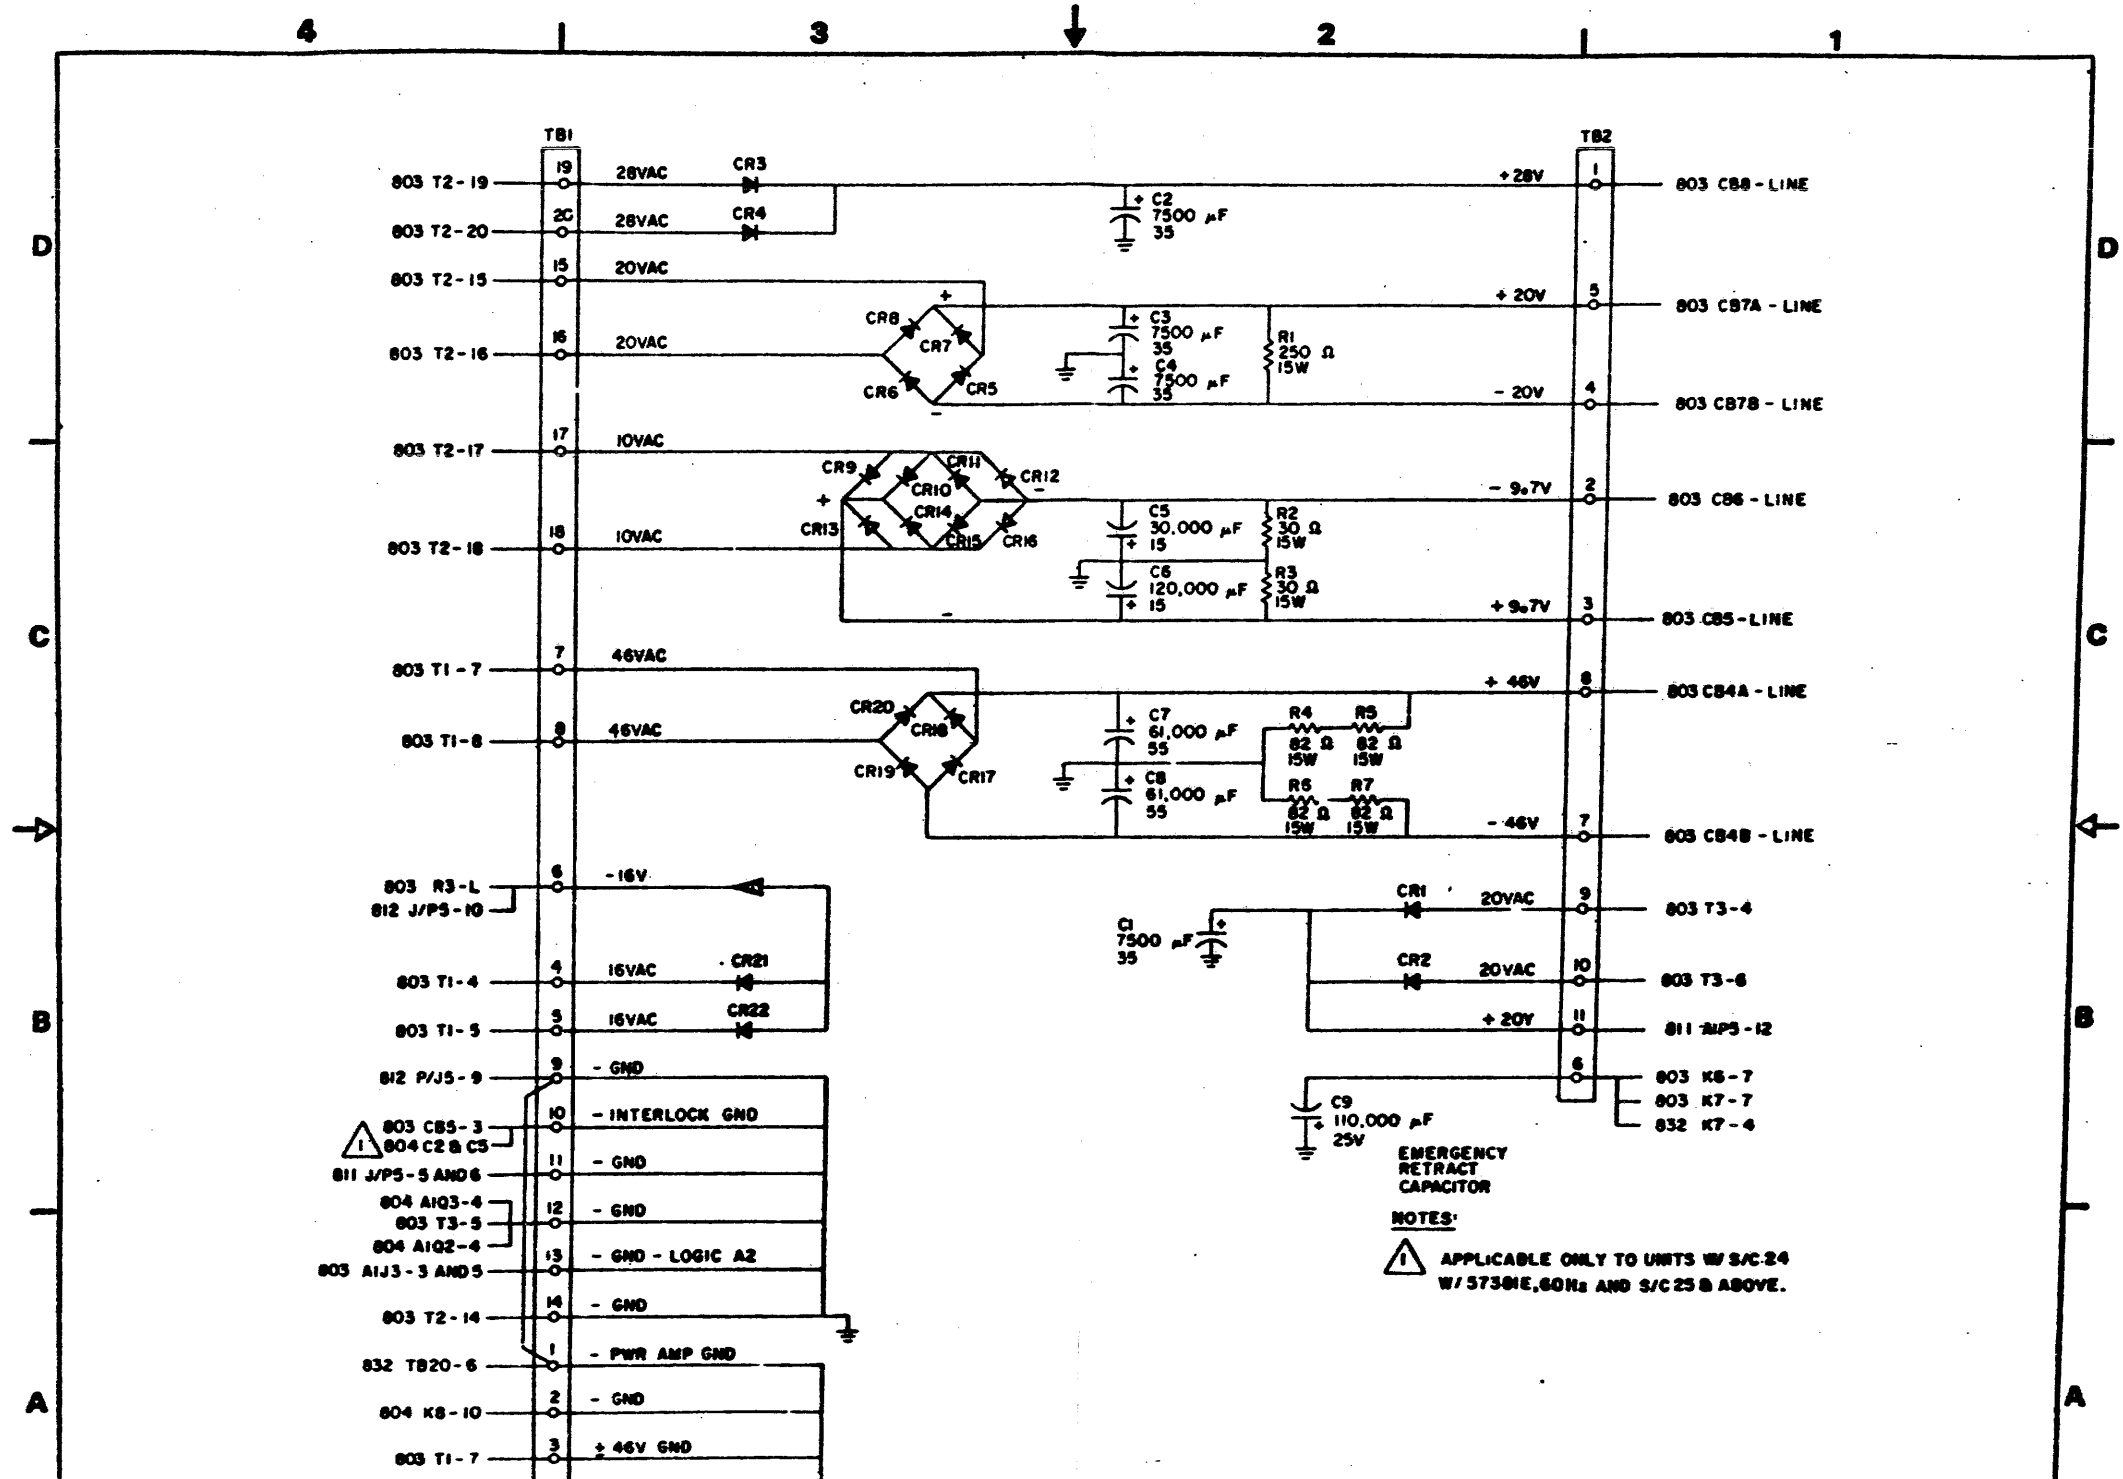 4 3 2 1
TB1 TB2
803 T2-19 19 28VAC CR3 +28V 1 803 CB8-LINE
C2
7500 µF
35
803 T2-20 20 28VAC CR4
D D
803 T2-15 15 20VAC
+ +20V 5 803 CB7A-LINE
CR8 CR7
C3
7500 µF
35
R1
250 Ω
15W
803 T2-16 16 20VAC
C4
7500 µF
35
CR6 CR5
- -20V 4 803 CB7B-LINE
803 T2-17 17 10VAC
CR9 CR11 CR12
CR10
+ - -9.7V 2 803 CB6-LINE
CR13 CR14
CR15 CR16
C5
30,000 µF
15
R2
30 Ω
15W
803 T2-18 18 10VAC
C6
120,000 µF
15
R3
30 Ω
15W
- +9.7V 3 803 CB5-LINE
C C
803 T1-7 7 46VAC
+ 46V 8 803 CB4A-LINE
CR20 CR18
C7
61,000 µF
55
R4 R5
82 Ω 82 Ω
15W 15W
803 T1-8 8 46VAC
CR19 CR17
C8
61,000 µF
55
R6 R7
82 Ω 82 Ω
15W 15W
-46V 7 803 CB4B-LINE
803 R3-L 6 -16V
812 J/P5-10
CR1 20VAC 9 803 T3-4
C1
7500 µF
35
803 T1-4 4 16VAC CR21
CR2 20VAC 10 803 T3-6
803 T1-5 5 16VAC CR22
+20V 11 811 A1P5-12
B B
812 P/J5-9 9 - GND
6 803 K6-7
803 K7-7
832 K7-4
C9
110,000 µF
25V
EMERGENCY
RETRACT
CAPACITOR
803 CB5-3 10 - INTERLOCK GND
1 804 C2 & C5
811 J/P5-5 AND 6 11 - GND
804 A1Q3-4
803 T3-5 12 - GND
804 A1Q2-4
803 A1J3-3 AND 5 13 - GND - LOGIC A2
803 T2-14 14 - GND
NOTES:
1 APPLICABLE ONLY TO UNITS W/ S/C 24
W/ 57381E, 60Hz AND S/C 25 & ABOVE.
832 TB20-6 1 - PWR AMP GND
A A
804 K8-10 2 - GND
803 T1-7 3 ± 46V GND